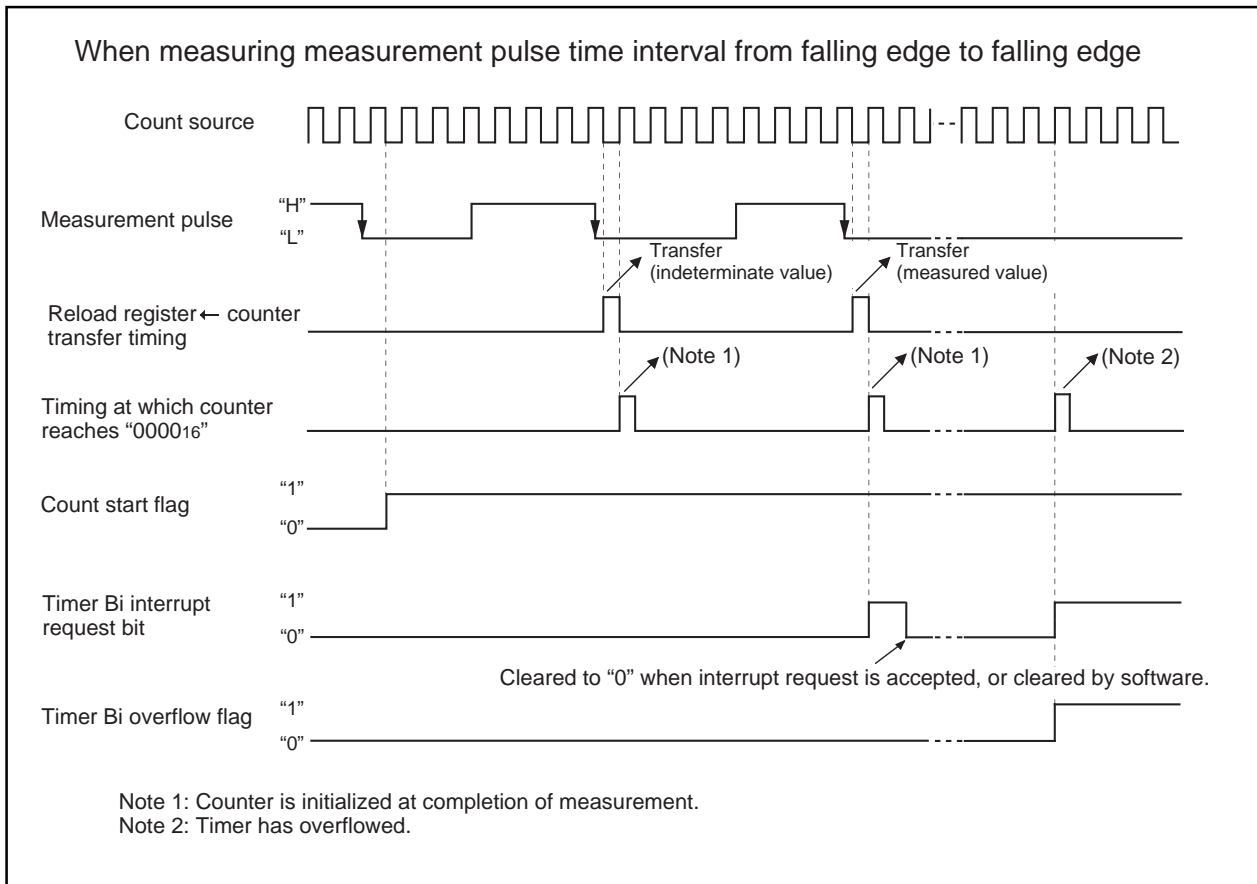 When measuring measurement pulse time interval from falling edge to falling edge
Count source
Measurement pulse
“H”
“L”
Transfer
(indeterminate value)
Transfer
(measured value)
Reload register ← counter
transfer timing
(Note 1)
(Note 1)
(Note 2)
Timing at which counter
reaches “000016”
Count start flag
“1”
“0”
Timer Bi interrupt
request bit
“1”
“0”
Cleared to “0” when interrupt request is accepted, or cleared by software.
Timer Bi overflow flag
“1”
“0”
Note 1: Counter is initialized at completion of measurement.
Note 2: Timer has overflowed.